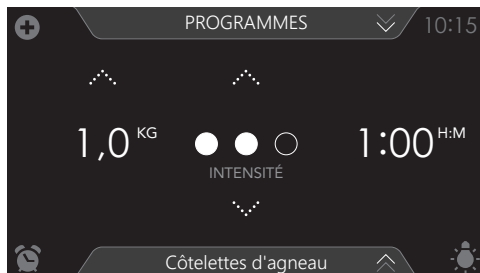 PROGRAMMES 10:15
1,0 KG 1:00 H:M
INTENSITÉ
Côtelettes d'agneau